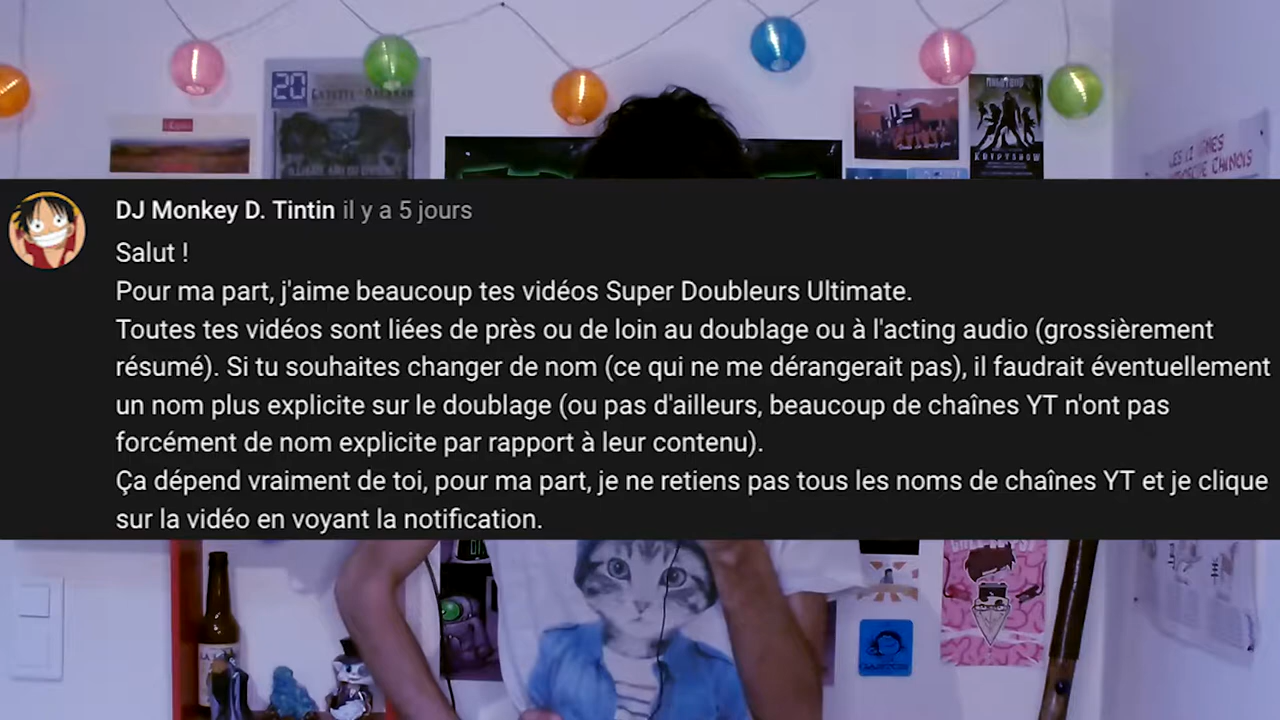 20
KRYPTSHOW
DJ Monkey D. Tintin il y a 5 jours
Salut !
Pour ma part, j'aime beaucoup tes vidéos Super Doubleurs Ultimate.
Toutes tes vidéos sont liées de près ou de loin au doublage ou à l'acting audio (grossièrement
résumé). Si tu souhaites changer de nom (ce qui ne me dérangerait pas), il faudrait éventuellement
un nom plus explicite sur le doublage (ou pas d'ailleurs, beaucoup de chaînes YT n'ont pas
forcément de nom explicite par rapport à leur contenu).
Ça dépend vraiment de toi, pour ma part, je ne retiens pas tous les noms de chaînes YT et je clique
sur la vidéo en voyant la notification.